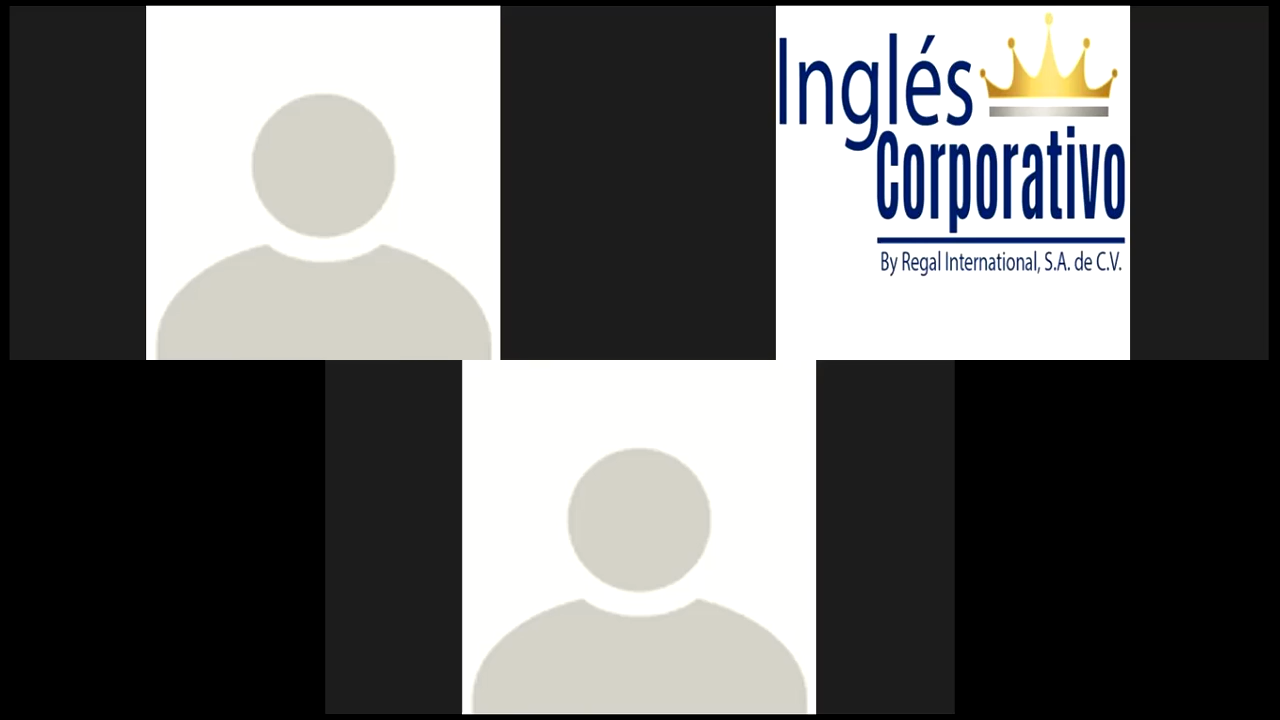 Inglés
Corporativo
By Regal International, S.A. de C.V.